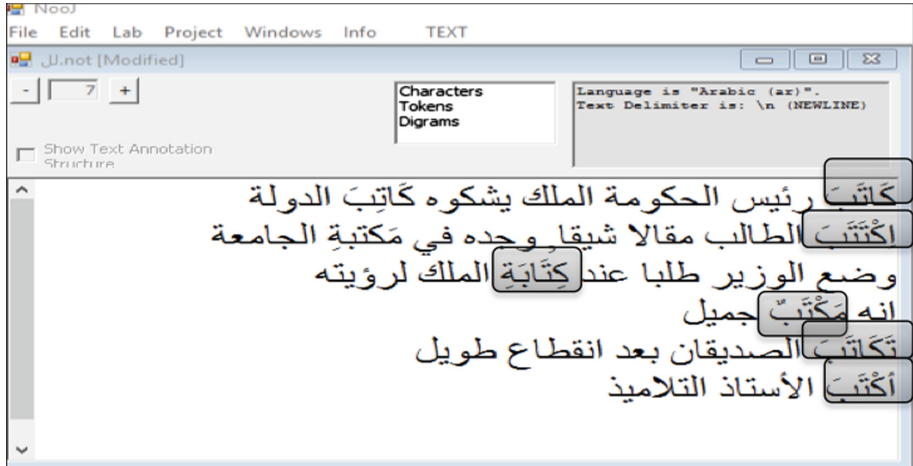 NooJ
File Edit Lab Project Windows Info TEXT
لل.not [Modified]
- 7 +
Characters
Tokens
Digrams
Language is "Arabic (ar)".
Text Delimiter is: \n (NEWLINE)
Show Text Annotation
Structure
كَاتَبَ رئيس الحكومة الملك يشكوه كَاتِبَ الدولة
اِكْتَتَبَ الطالب مقالا شيقا وجده في مَكتبةِ الجامعة
وضع الوزير طلبا عند كِتَابَةِ الملك لرؤيته
انه مَكْتَبٌ جميل
تَكَاتَبَ الصديقان بعد انقطاع طويل
أكْتَبَ الأستاذ التلاميذ